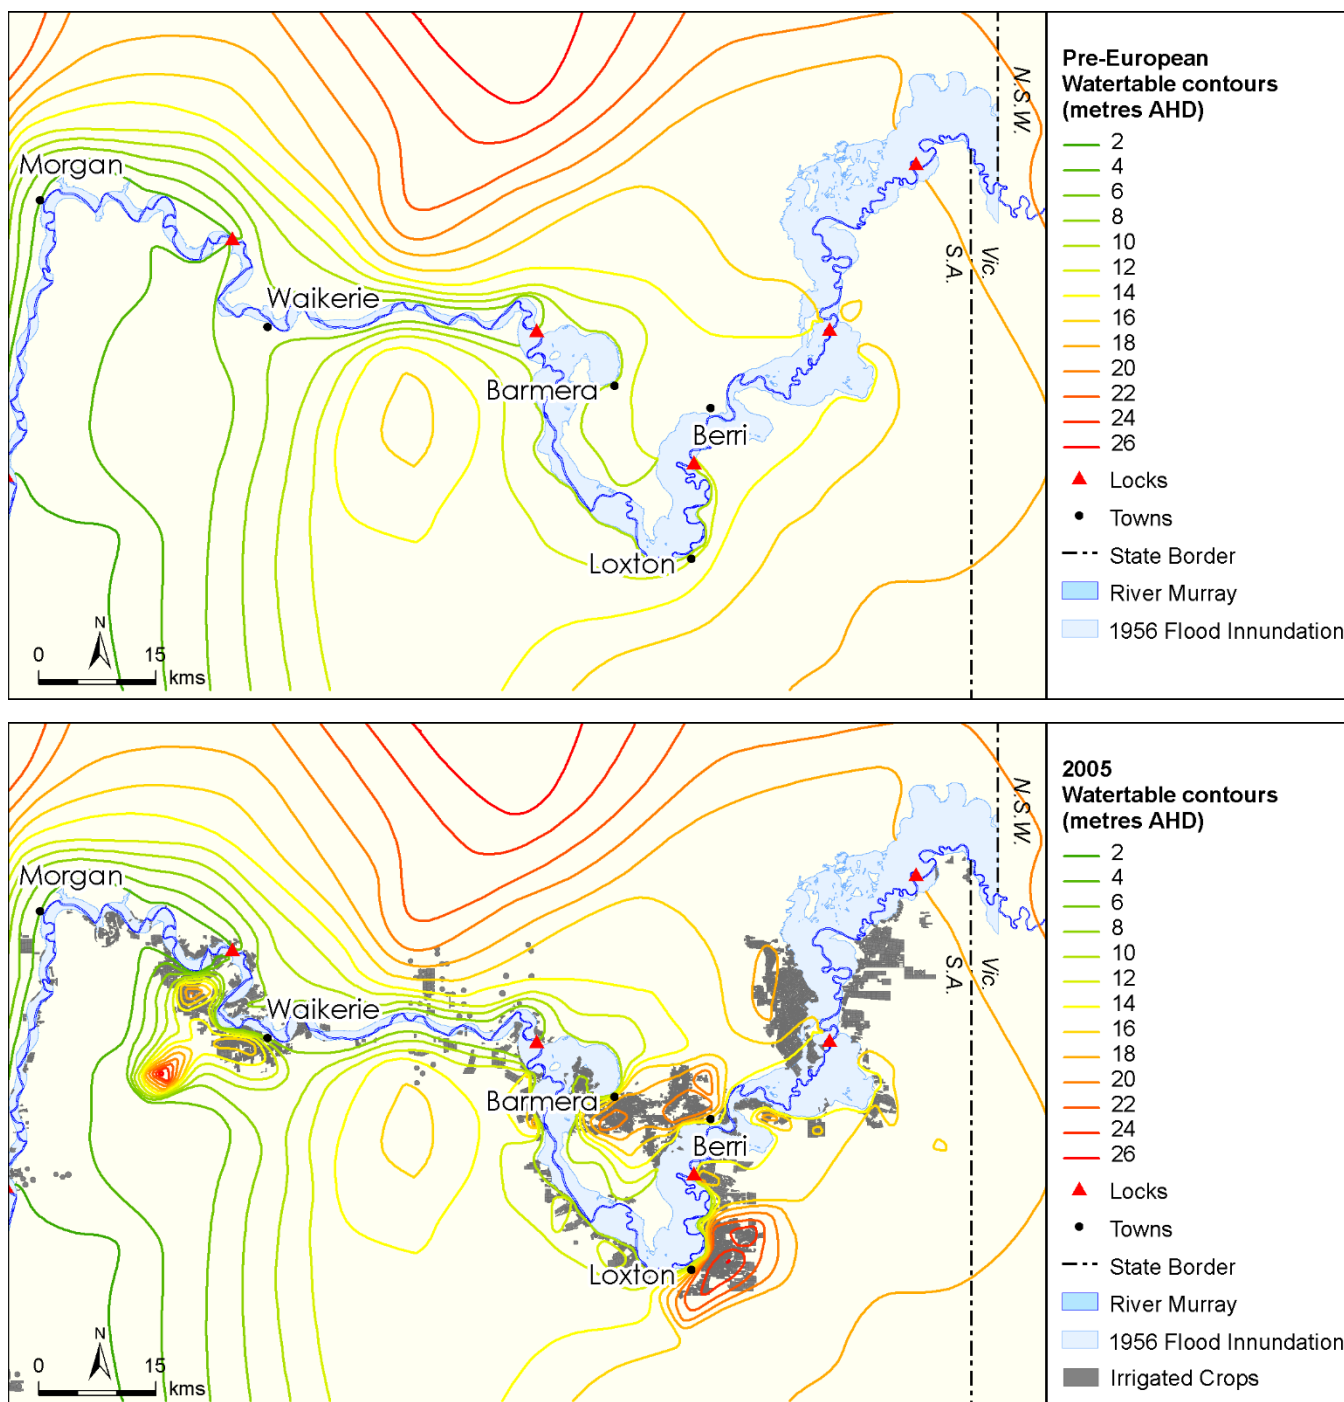 Pre-European
Watertable contours
(metres AHD)
2
4
6
8
10
12
14
16
18
20
22
24
26
Locks
Towns
State Border
River Murray
1956 Flood Innundation
N.S.W.
Vic.
S.A.
Morgan
Waikerie
Barmera
Berri
Loxton
N
0 15
kms
2005
Watertable contours
(metres AHD)
2
4
6
8
10
12
14
16
18
20
22
24
26
Locks
Towns
State Border
River Murray
1956 Flood Innundation
Irrigated Crops
N.S.W.
Vic.
S.A.
Morgan
Waikerie
Barmera
Berri
Loxton
N
0 15
kms